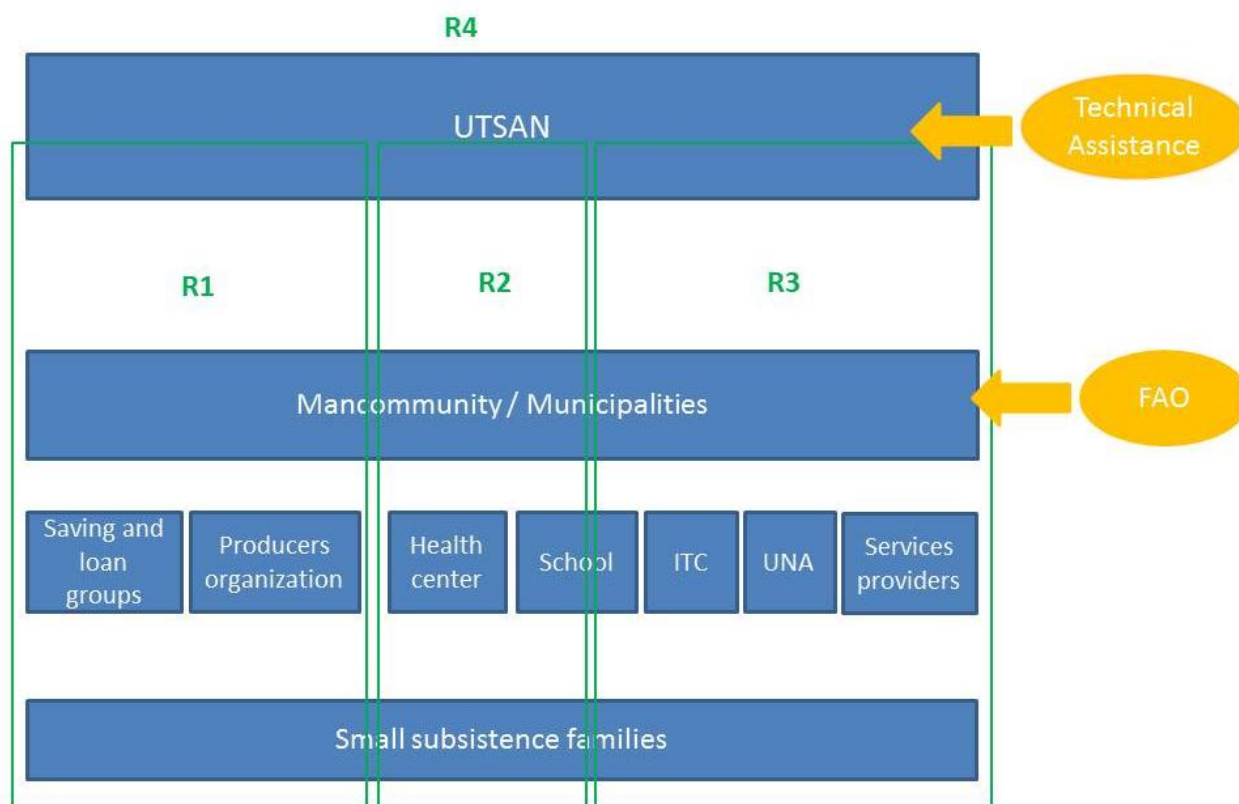 R4
UTSAN
Technical
Assistance
R1
R2
R3
Mancommunity / Municipalities
FAO
Saving and
loan
groups
Producers
organization
Health
center
School
ITC
UNA
Services
providers
Small subsistence families